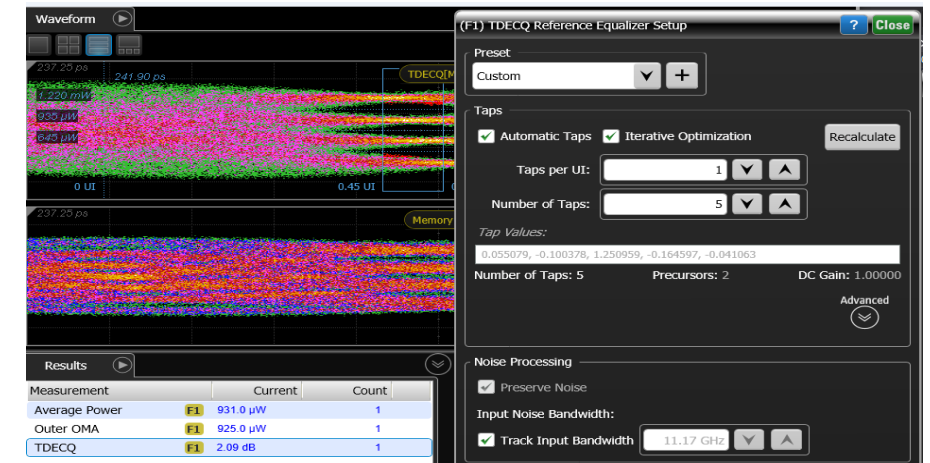 Waveform
(F1) TDECQ Reference Equalizer Setup
?
Close
Preset
Custom
237.25 ps
241.90 ps
TDECQ[M
1.220 mW
935 µW
645 µW
0 UI
0.45 UI
Taps
Automatic Taps
Iterative Optimization
Recalculate
Taps per UI:
1
Number of Taps:
5
Tap Values:
0.055079, -0.100378, 1.250959, -0.164597, -0.041063
Number of Taps: 5
Precursors: 2
DC Gain: 1.00000
Advanced
237.25 ps
Memory
Results
Measurement
Current
Count
Average Power
F1
931.0 µW
1
Outer OMA
F1
925.0 µW
1
TDECQ
F1
2.09 dB
1
Noise Processing
Preserve Noise
Input Noise Bandwidth:
Track Input Bandwidth
11.17 GHz